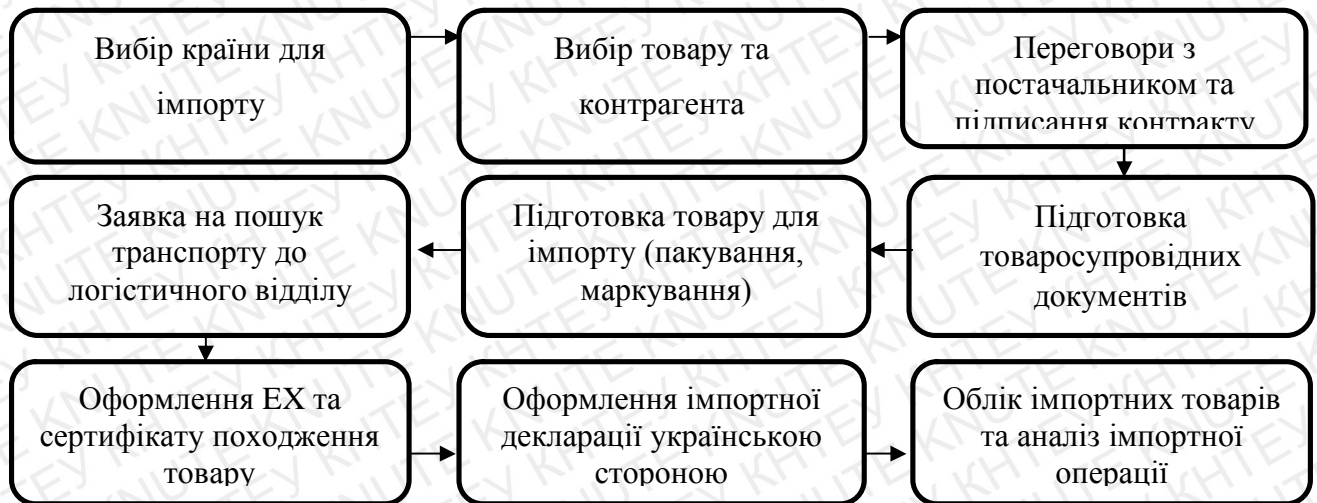 Вибір країни для
імпорту
Вибір товару та
контрагента
Переговори з
постачальником та
підписання контракту
Підготовка
товаросупровідних
документів
Підготовка товару для
імпорту (пакування,
маркування)
Заявка на пошук
транспорту до
логістичного відділу
Оформлення ЕХ та
сертифікату походження
товару
Оформлення імпортної
декларації українською
стороною
Облік імпортних товарів
та аналіз імпортної
операції